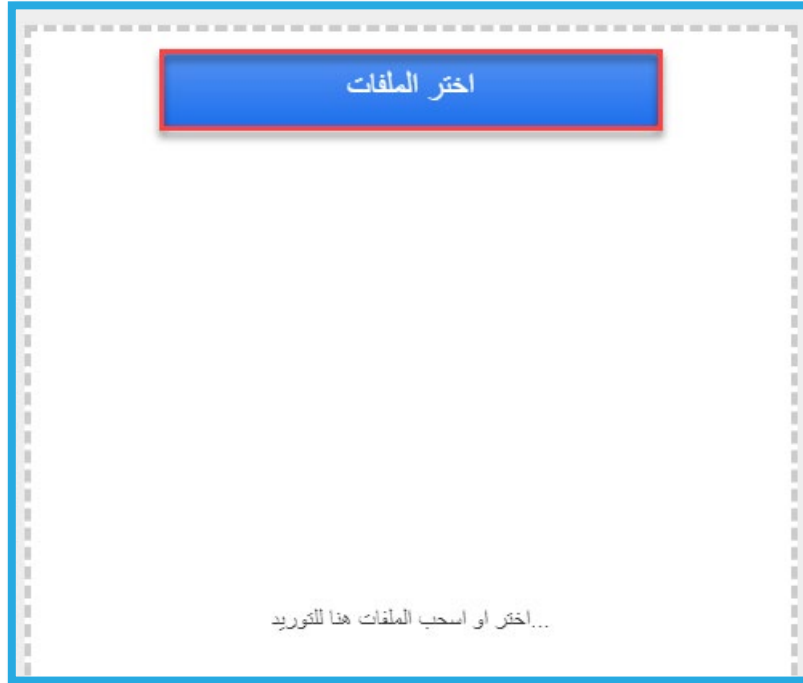 اختر الملفات
اختر او اسحب الملفات هنا للتوريد...